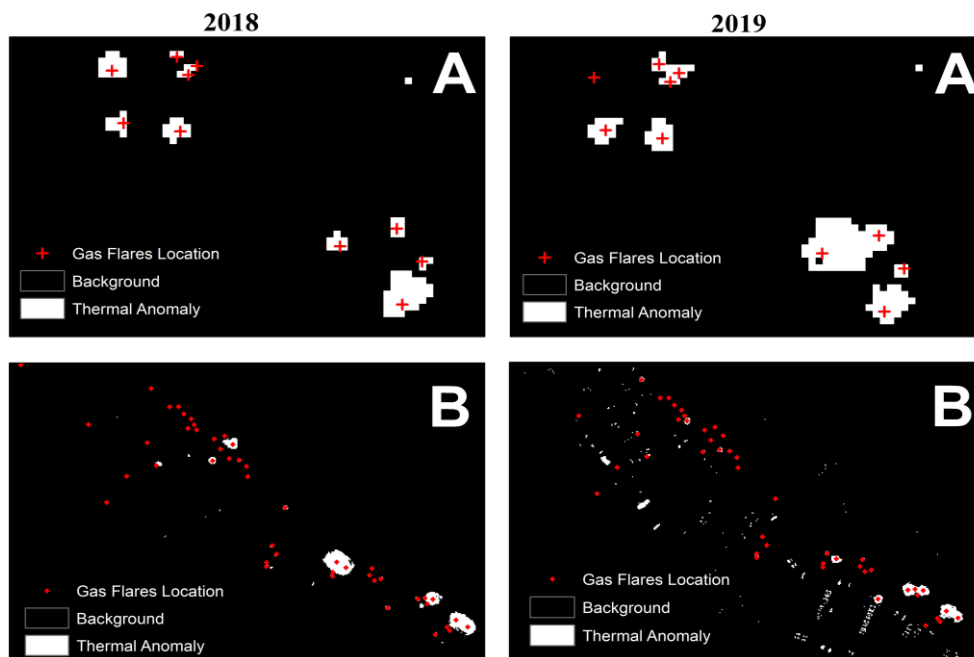 2018
2019
A
A
Gas Flares Location
Background
Thermal Anomaly
Gas Flares Location
Background
Thermal Anomaly
B
B
Gas Flares Location
Background
Thermal Anomaly
Gas Flares Location
Background
Thermal Anomaly